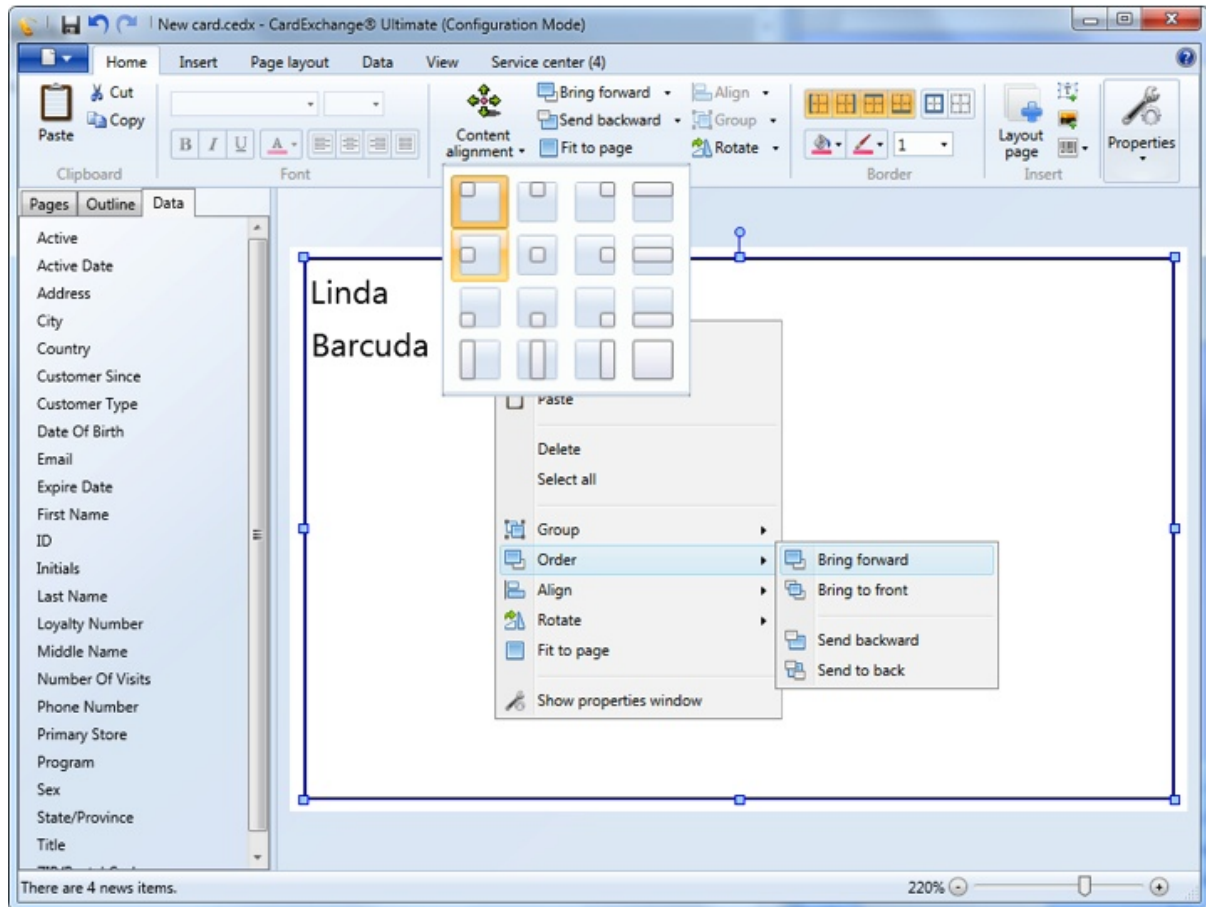 New card.cedx - CardExchange® Ultimate (Configuration Mode)
Home Insert Page layout Data View Service center (4)
Paste
Cut
Copy
Clipboard
B I U A
Font
Content alignment
Bring forward
Send backward
Fit to page
Align
Group
Rotate
1
Border
Layout page
Insert
Properties
Pages Outline Data
Active
Active Date
Address
City
Country
Customer Since
Customer Type
Date Of Birth
Email
Expire Date
First Name
ID
Initials
Last Name
Loyalty Number
Middle Name
Number Of Visits
Phone Number
Primary Store
Program
Sex
State/Province
Title
Linda
Barcuda
Paste
Delete
Select all
Group
Order
Align
Rotate
Fit to page
Show properties window
Bring forward
Bring to front
Send backward
Send to back
There are 4 news items.
220%